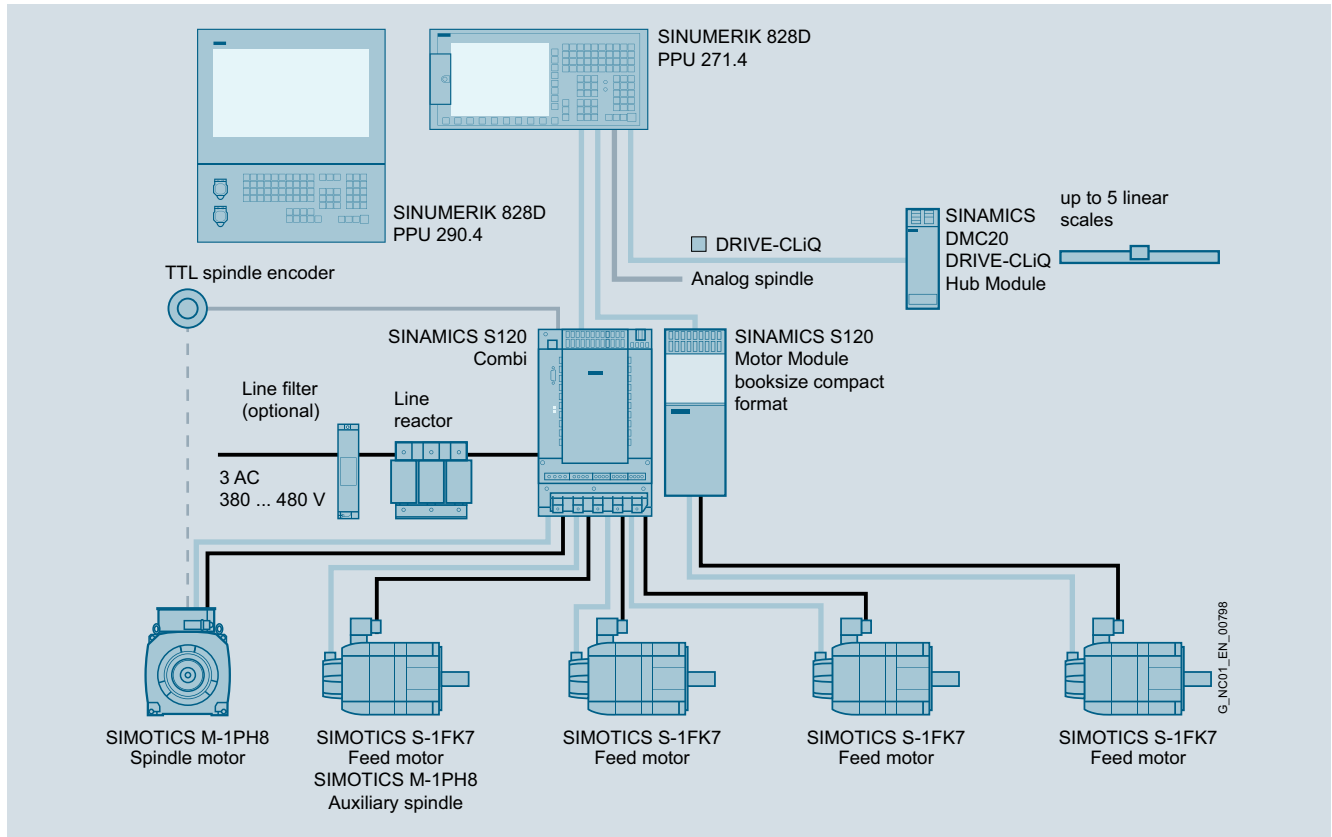 SINUMERIK 828D
PPU 271.4
SINUMERIK 828D
PPU 290.4
up to 5 linear
scales
SINAMICS
DMC20
DRIVE-CLiQ
Hub Module
DRIVE-CLiQ
Analog spindle
TTL spindle encoder
SINAMICS S120
Combi
SINAMICS S120
Motor Module
booksize compact
format
Line filter
(optional)
Line
reactor
3 AC
380 ... 480 V
SIMOTICS M-1PH8
Spindle motor
SIMOTICS S-1FK7
Feed motor
SIMOTICS M-1PH8
Auxiliary spindle
SIMOTICS S-1FK7
Feed motor
SIMOTICS S-1FK7
Feed motor
SIMOTICS S-1FK7
Feed motor
G_NC01_EN_00798